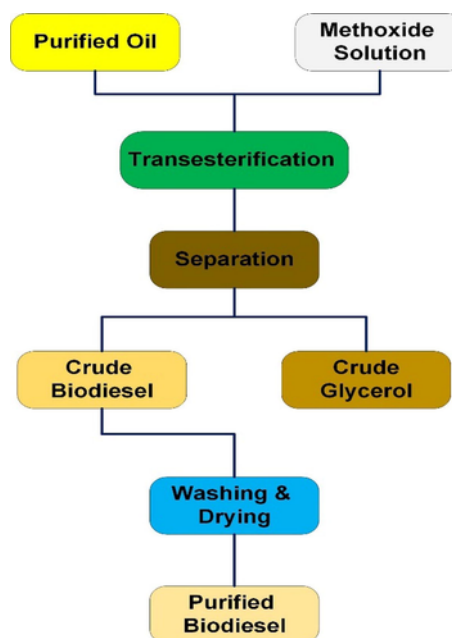 Purified Oil
Methoxide
Solution
Transesterification
Separation
Crude
Biodiesel
Crude
Glycerol
Washing &
Drying
Purified
Biodiesel